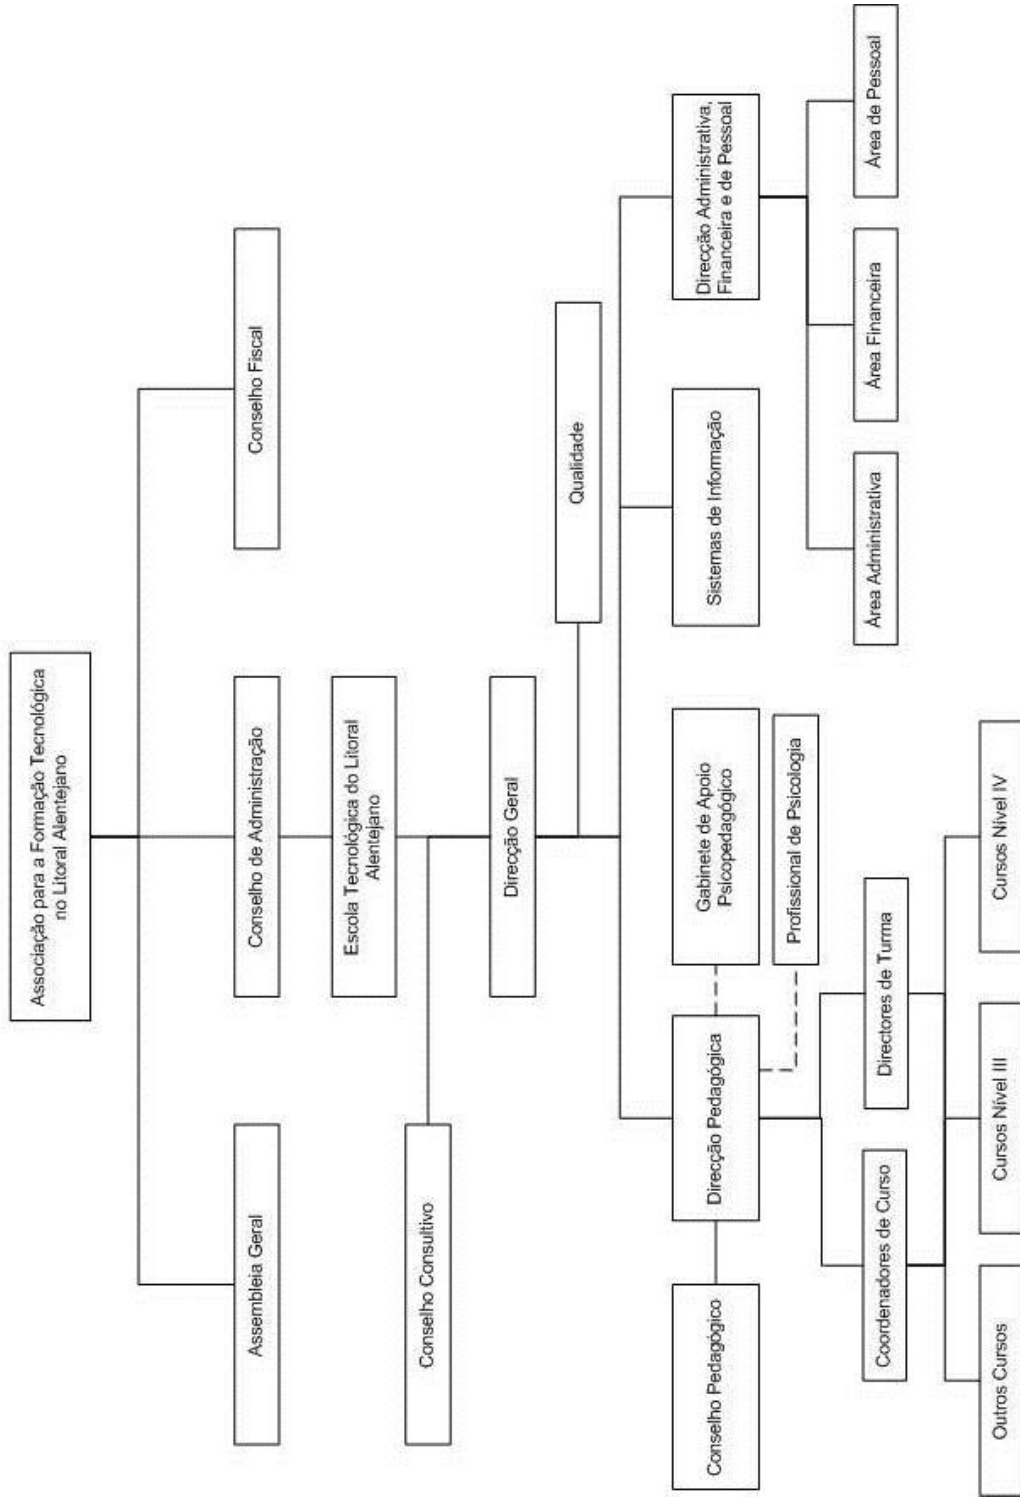 Associação para a Formação Tecnológica
no Litoral Alentejano
Assembleia Geral
Conselho de Administração
Conselho Fiscal
Escola Tecnológica do Litoral
Alentejano
Conselho Consultivo
Direcção Geral
Qualidade
Conselho Pedagógico
Direcção Pedagógica
Gabinete de Apoio
Psicopedagógico
Sistemas de Informação
Direcção Administrativa,
Financeira e de Pessoal
Profissional de Psicologia
Coordenadores de Curso
Directores de Turma
Área Administrativa
Área Financeira
Área de Pessoal
Outros Cursos
Cursos Nível III
Cursos Nível IV